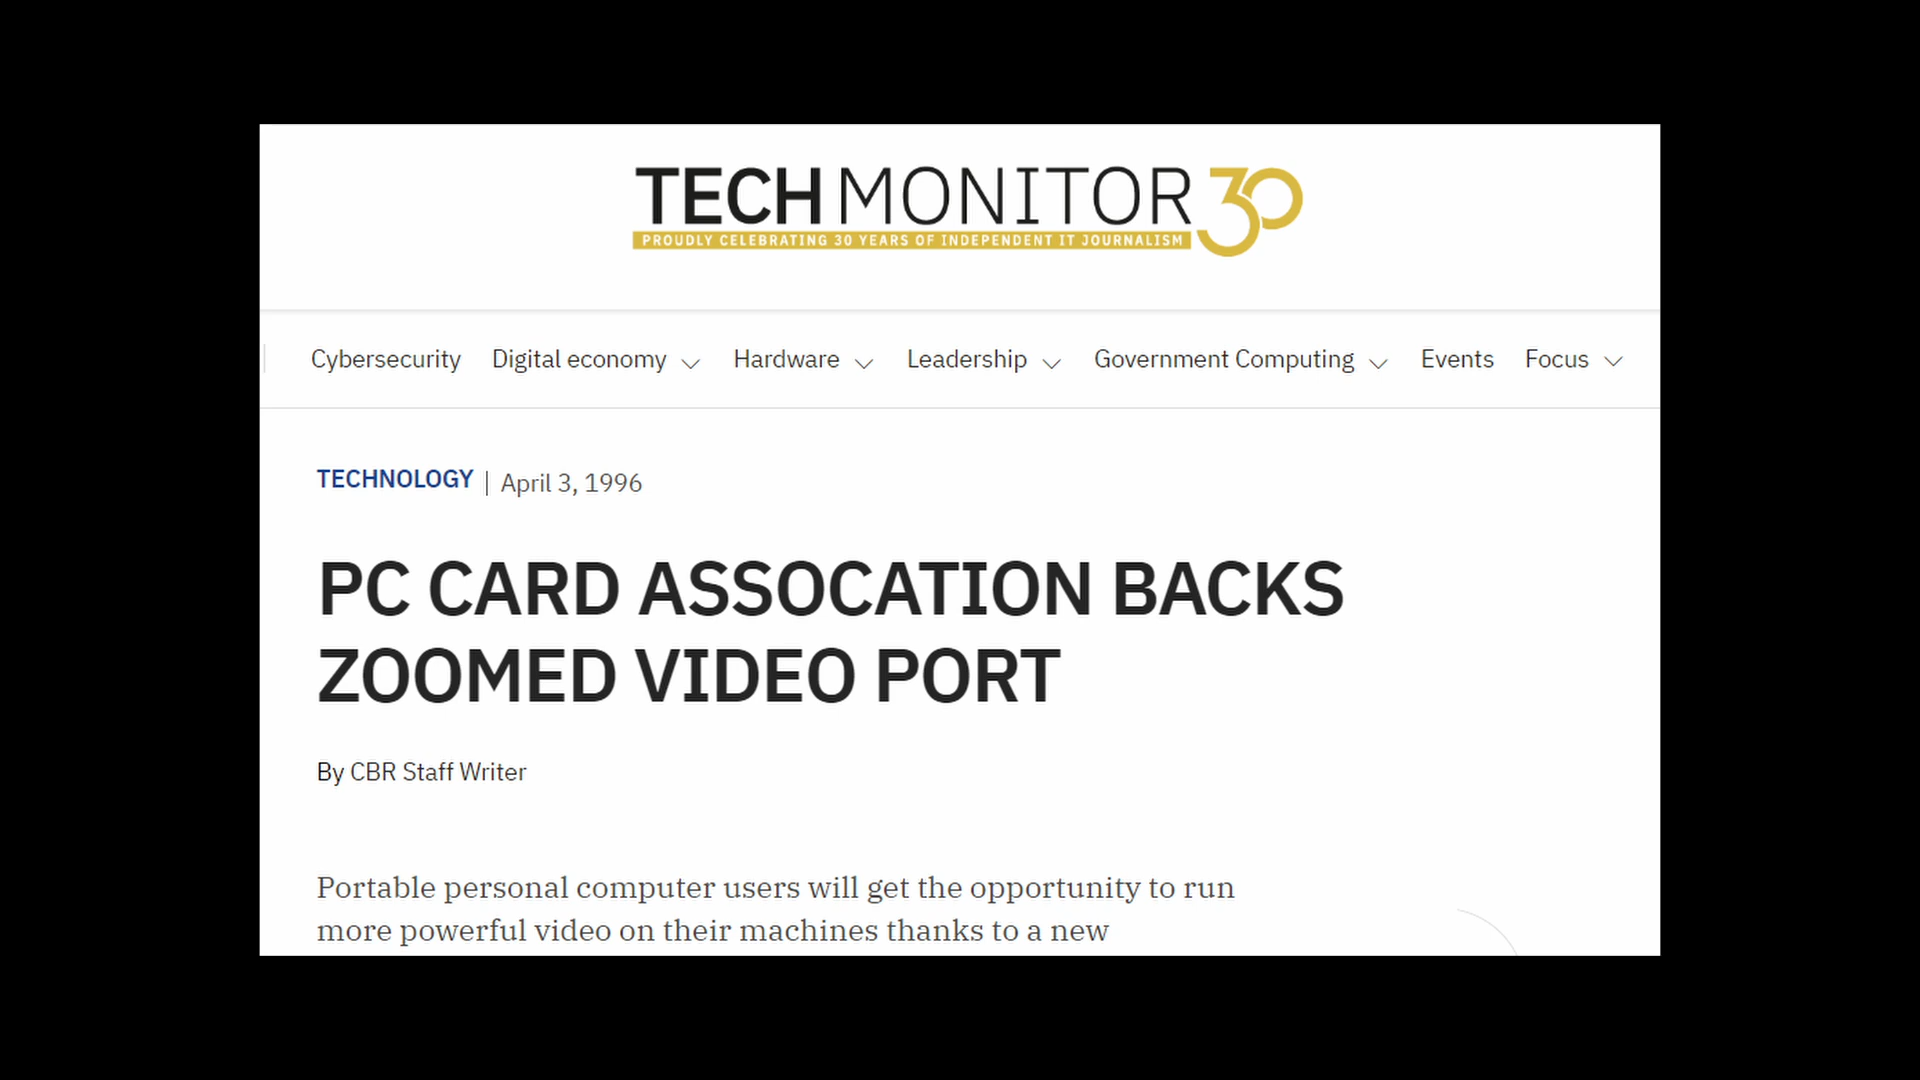 TECH MONITOR 30
PROUDLY CELEBRATING 30 YEARS OF INDEPENDENT IT JOURNALISM
Cybersecurity Digital economy Hardware Leadership Government Computing Events Focus
TECHNOLOGY | April 3, 1996
PC CARD ASSOCATION BACKS
ZOOMED VIDEO PORT
By CBR Staff Writer
Portable personal computer users will get the opportunity to run
more powerful video on their machines thanks to a new